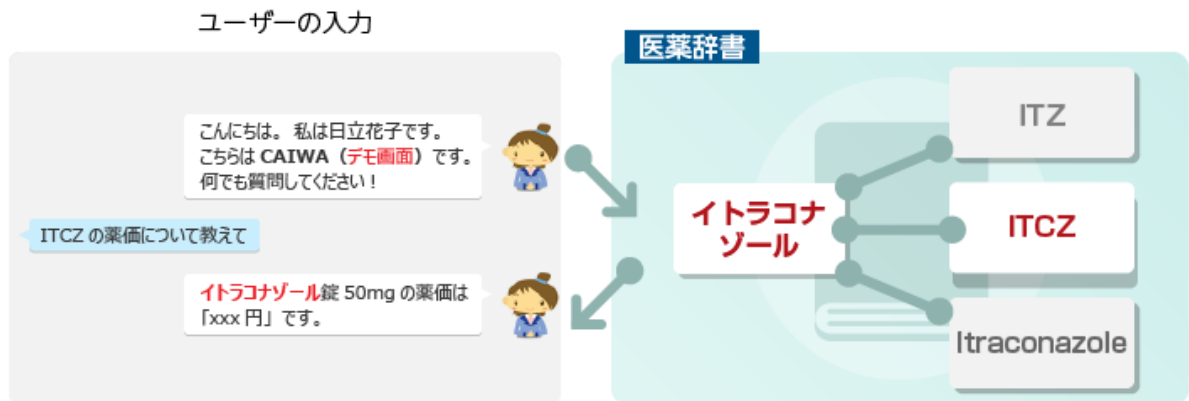 ユーザーの入力
こんにちは。 私は日立花子です。
こちらは CAIWA（デモ画面）です。
何でも質問してください！
ITCZ の薬価について教えて
イトラコナゾール錠 50mg の薬価は
「xxx 円」です。
医薬辞書
イトラコナ
ゾール
ITZ
ITCZ
Itraconazole